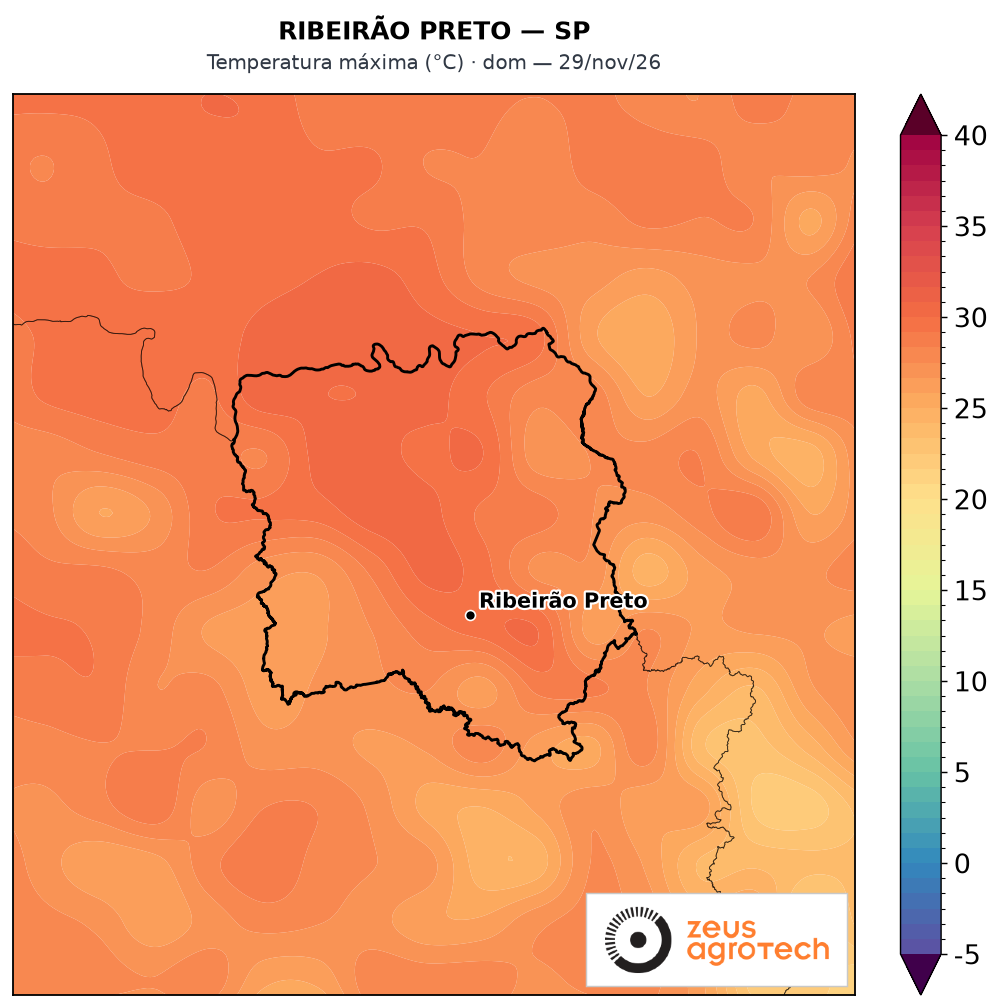 RIBEIRÃO PRETO — SP
Temperatura máxima (°C) · dom — 29/nov/26
40
35
30
25
20
15
10
5
0
-5
Ribeirão Preto
zeus
agrotech